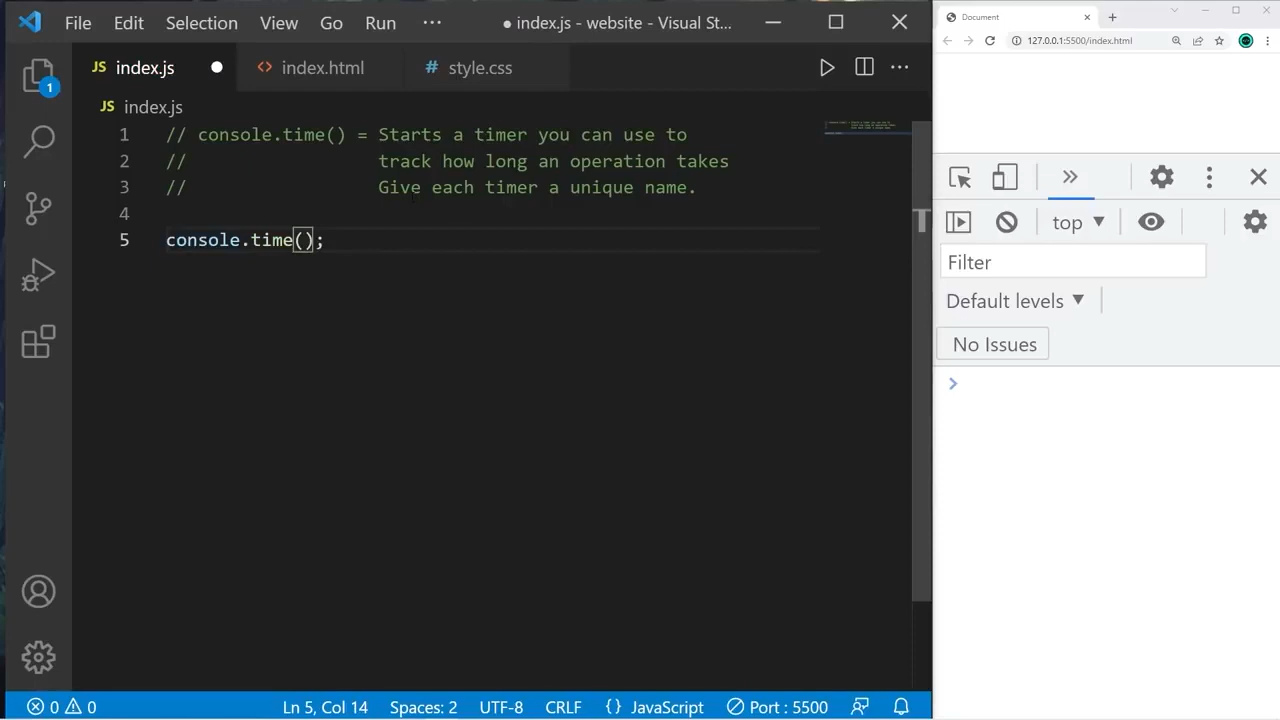 File Edit Selection View Go Run ··· ● index.js - website - Visual St...
JS index.js ● <> index.html # style.css
JS index.js
1 // console.time() = Starts a timer you can use to
2 // track how long an operation takes
3 // Give each timer a unique name.
4
5 console.time();
0 0 Ln 5, Col 14 Spaces: 2 UTF-8 CRLF {} JavaScript Port : 5500
Document
127.0.0.1:5500/index.html
top
Filter
Default levels
No Issues
1
T